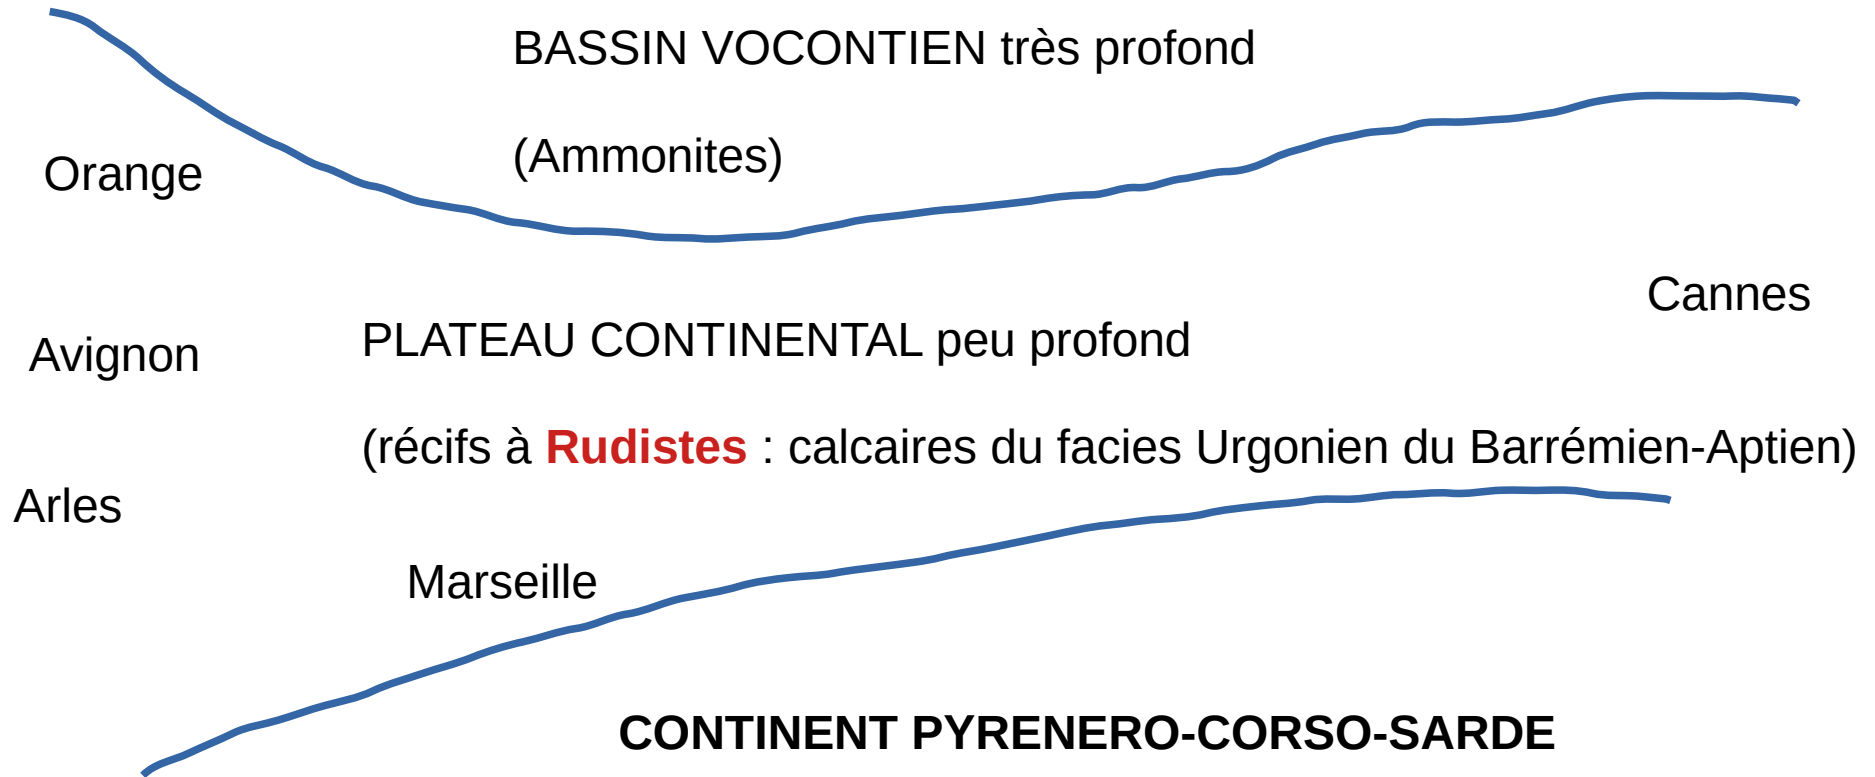 BASSIN VOCONTIEN très profond
(Ammonites)
Orange
Cannes
PLATEAU CONTINENTAL peu profond
Avignon
(récifs à Rudistes : calcaires du facies Urgonien du Barrémien-Aptien)
Arles
Marseille
CONTINENT PYRENERO-CORSO-SARDE